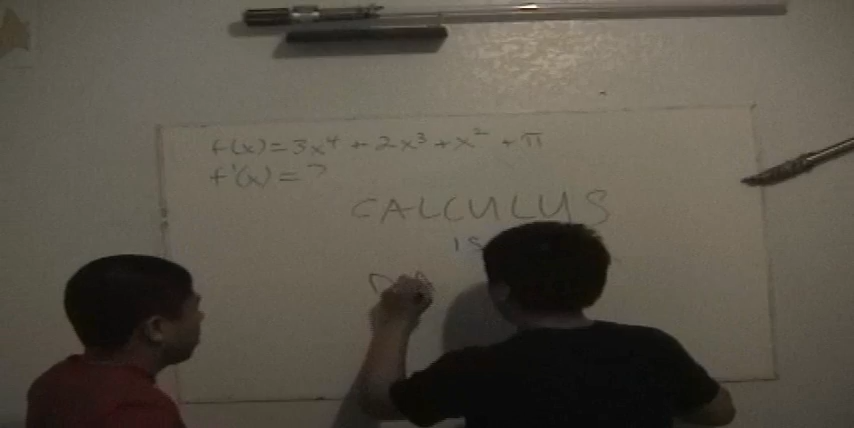 f(x)=3x⁴ + 2x³ + x² + π
f'(x) = ?
CALCULUS
IS